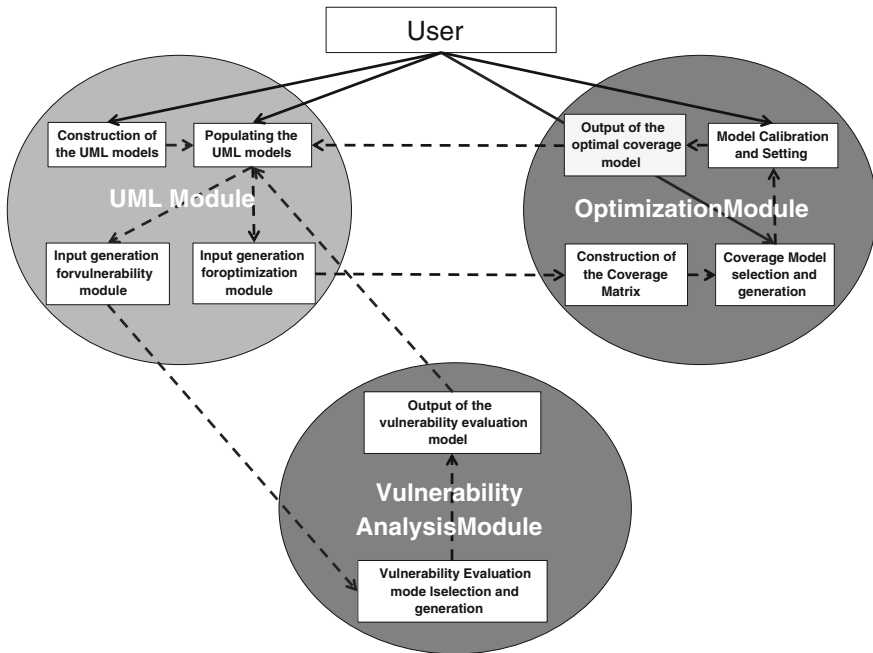 User
Construction of
the UML models
Populating the
UML models
UML Module
Input generation
forvulnerability
module
Input generation
foroptimization
module
Output of the
optimal coverage
model
Model Calibration
and Setting
OptimizationModule
Construction of
the Coverage
Matrix
Coverage Model
selection and
generation
Output of the
vulnerability evaluation
model
Vulnerability
AnalysisModule
Vulnerability Evaluation
mode lselection and
generation